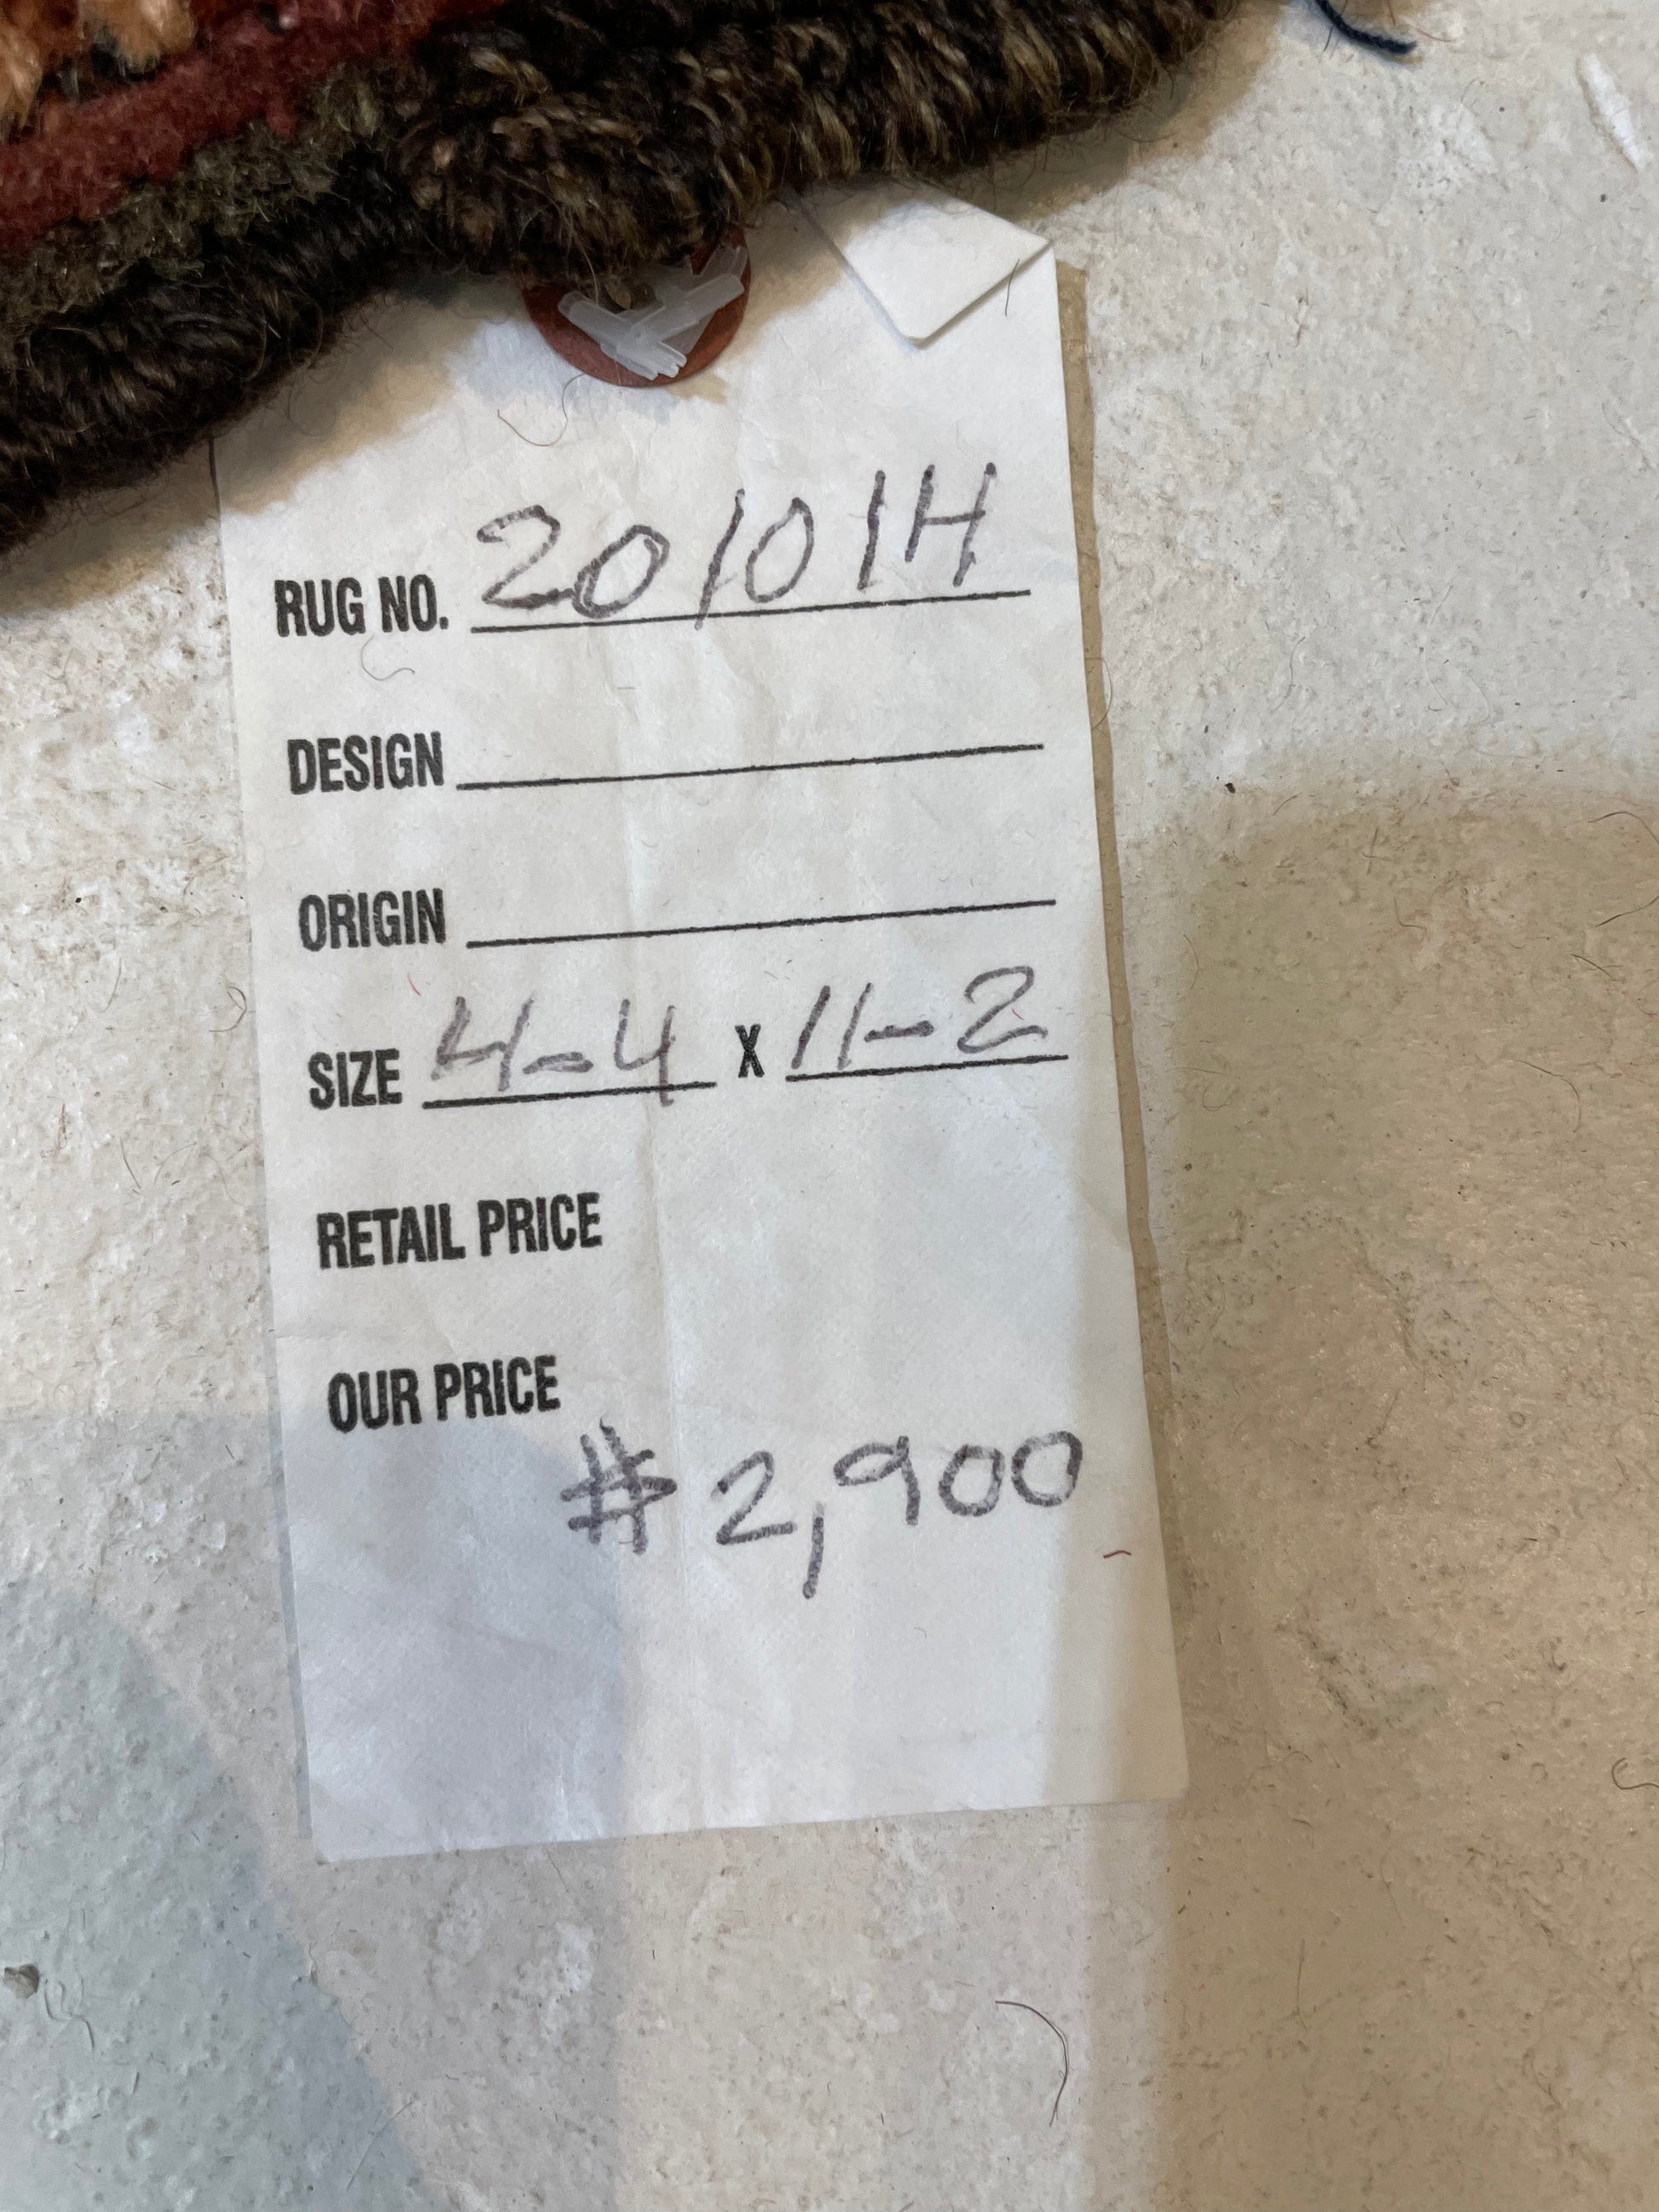 RUG NO. 20101H
DESIGN
ORIGIN
SIZE 4-4 X 11-2
RETAIL PRICE
OUR PRICE
$2,900